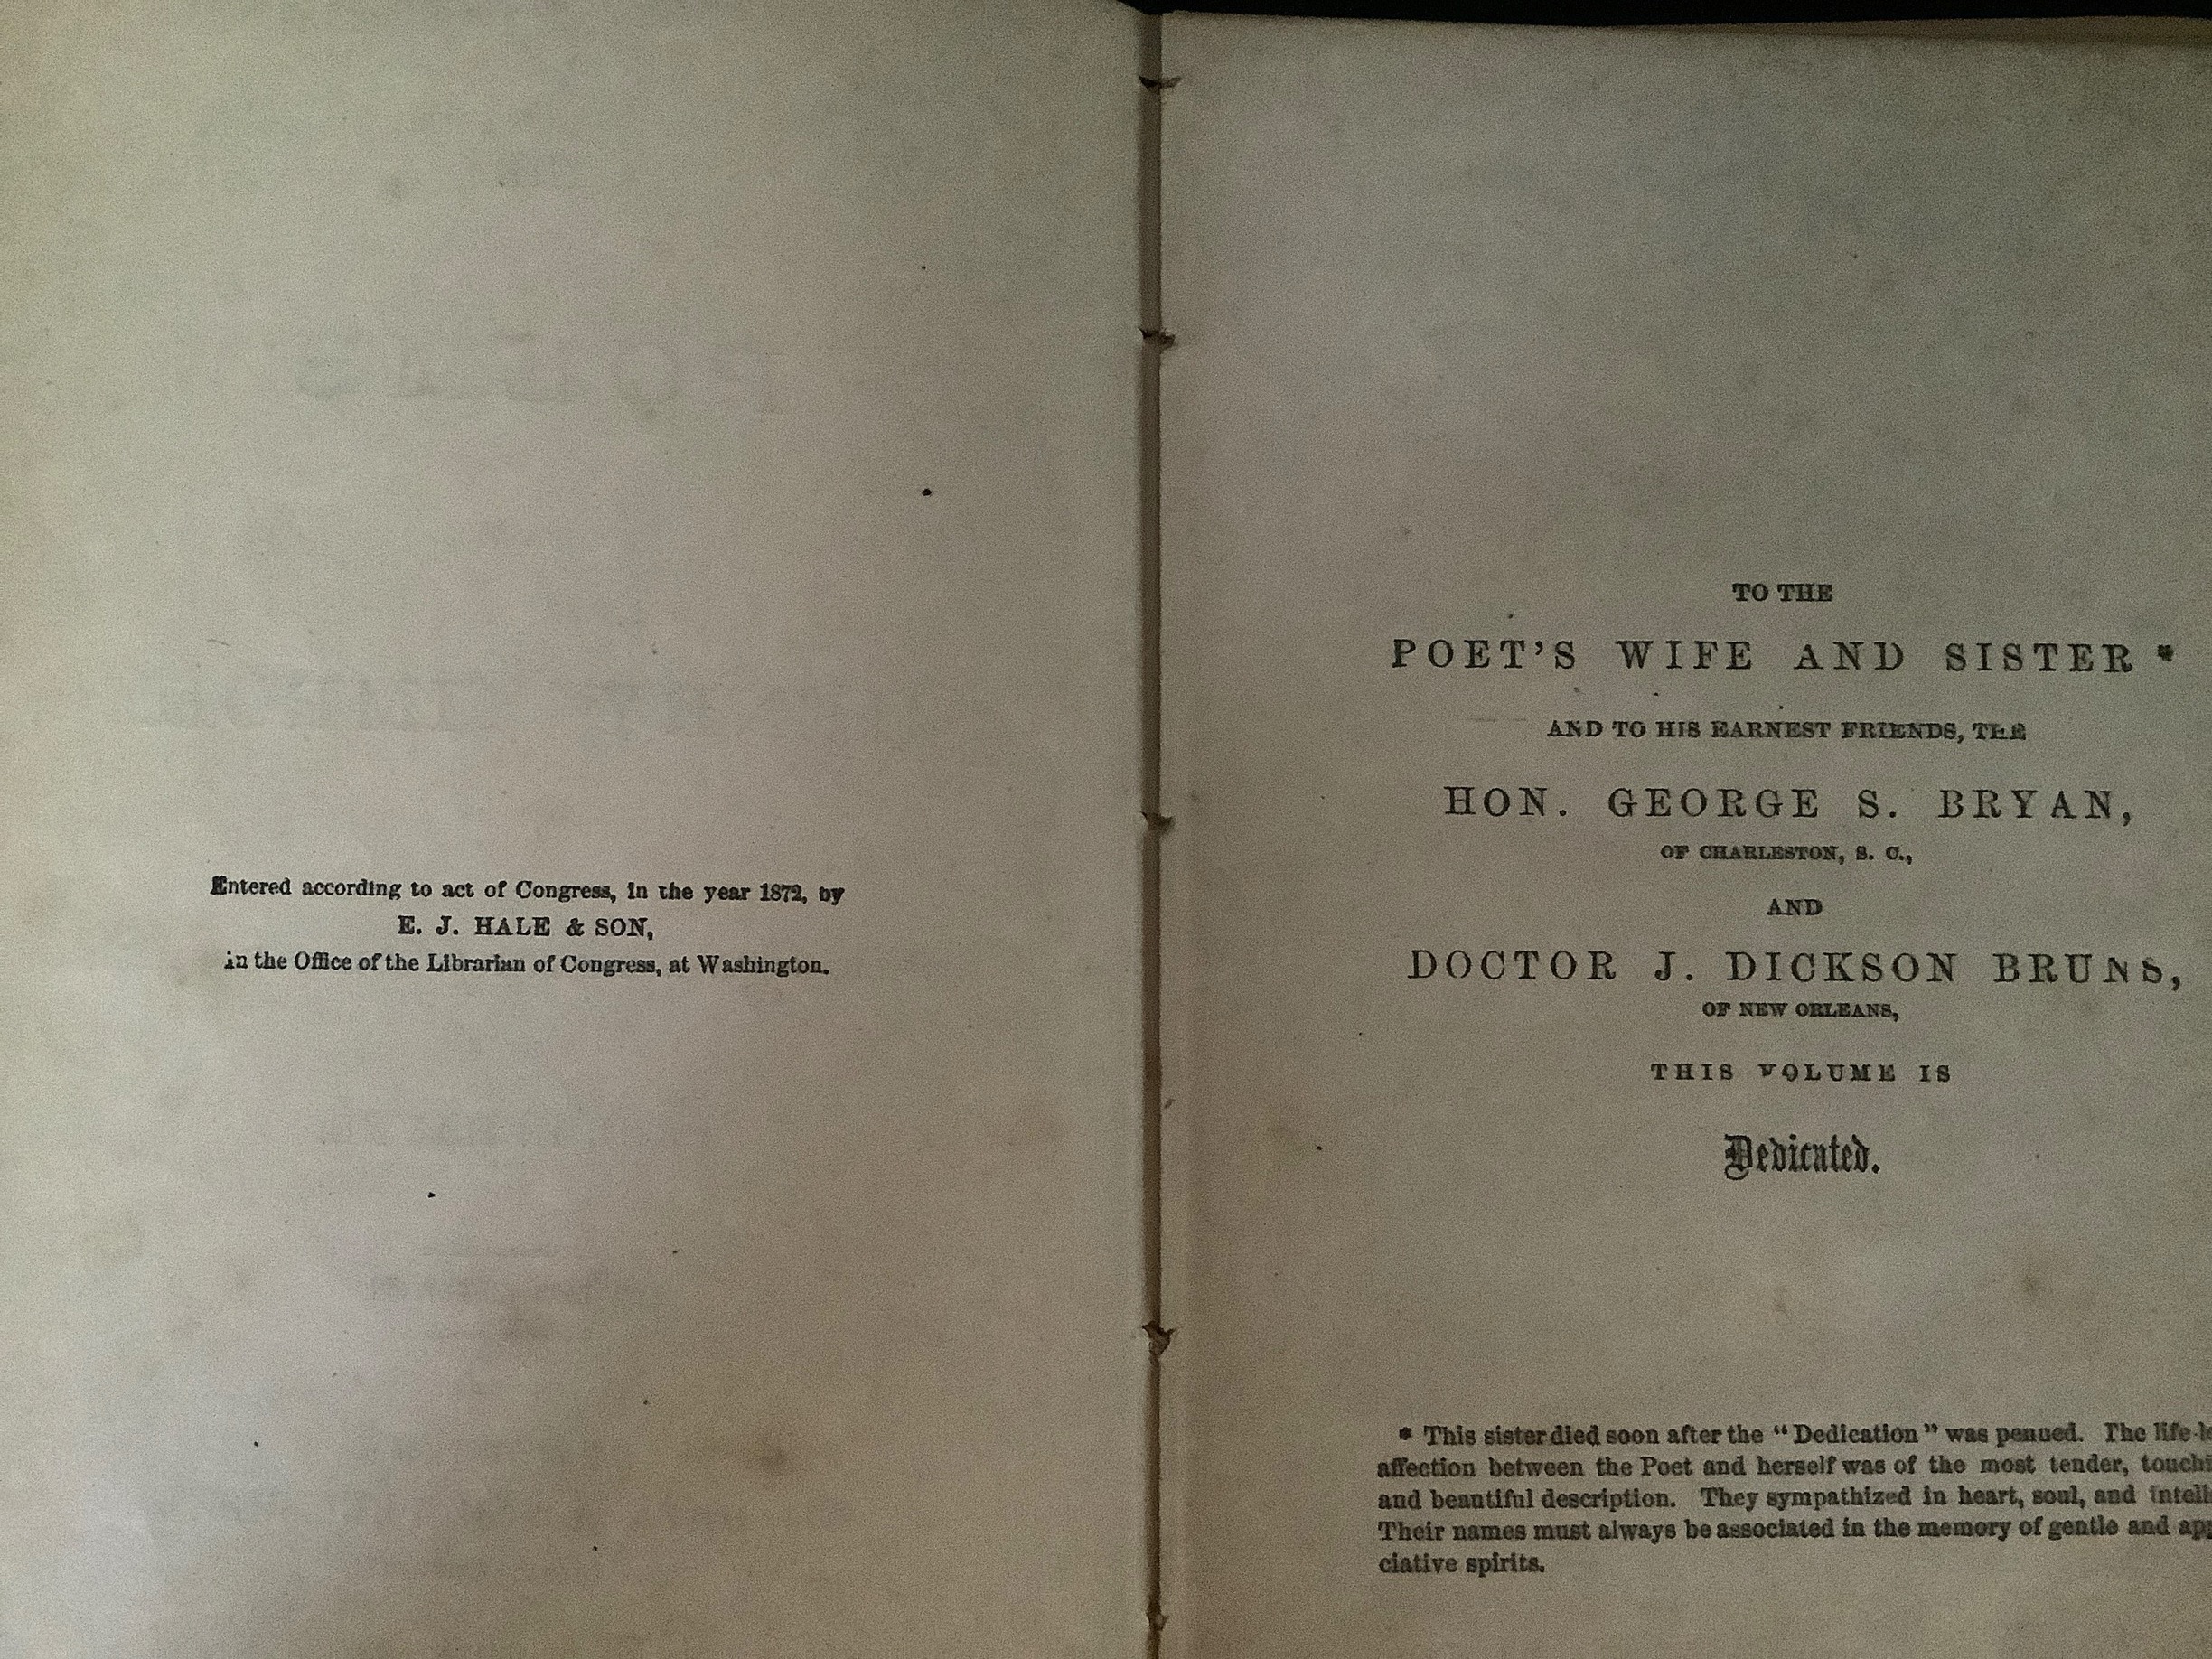 Entered according to act of Congress, in the year 1872, by
E. J. HALE & SON,
in the Office of the Librarian of Congress, at Washington.
TO THE
POET'S WIFE AND SISTER *
AND TO HIS EARNEST FRIENDS, THE
HON. GEORGE S. BRYAN,
OF CHARLESTON, S. C.,
AND
DOCTOR J. DICKSON BRUNS,
OF NEW ORLEANS,
THIS VOLUME IS
Dedicated.
* This sister died soon after the "Dedication" was penned. The
affection between the Poet and herself was of the most tender,
and beautiful description. They sympathized in heart, soul, and
Their names must always be associated in the memory of gentle and
ciative spirits.